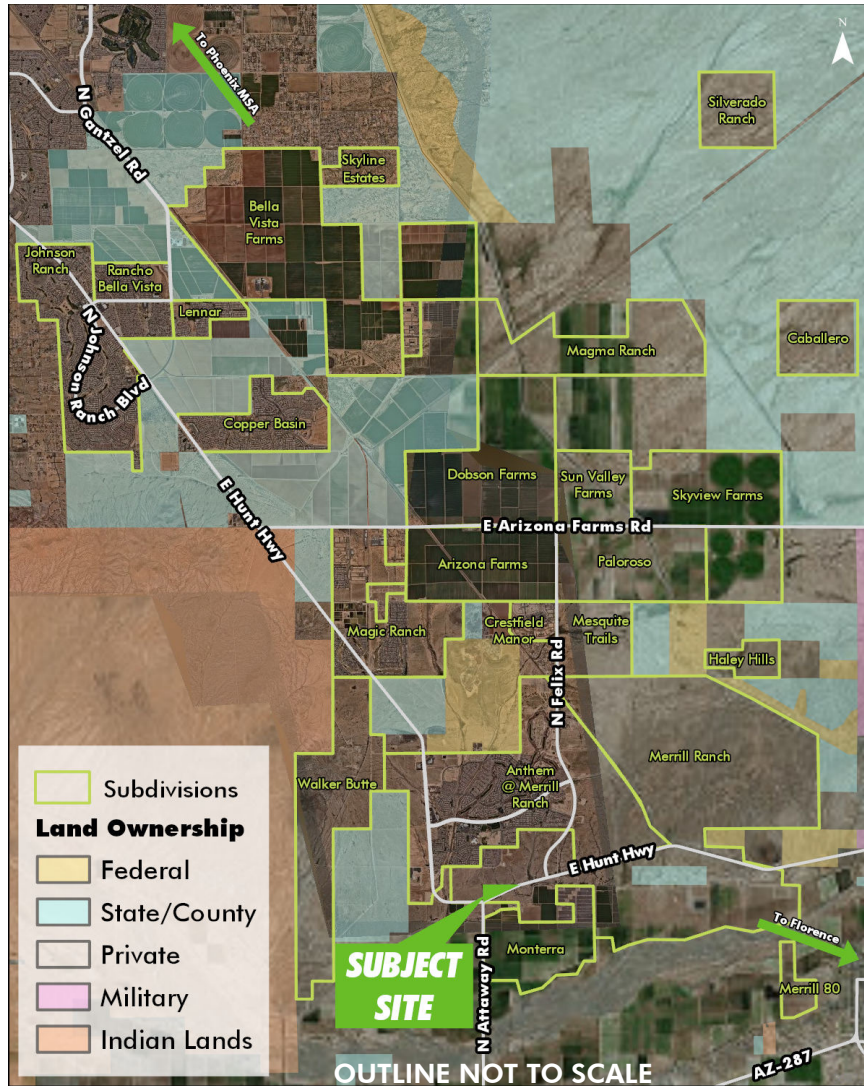 N
To Phoenix MSA
N Gantzel Rd
Silverado
Ranch
Skyline
Estates
Bella
Vista
Farms
Johnson
Ranch
Rancho
Bella Vista
Lennar
N Johnson
Ranch Blvd
Magma Ranch
Caballero
Copper Basin
Dobson Farms
Sun Valley
Farms
Skyview Farms
E Hunt Hwy
E Arizona Farms Rd
Arizona Farms
Paloroso
Magic Ranch
Crestfield
Manor
Mesquite
Trails
Haley Hills
N Felix Rd
Merrill Ranch
Walker Butte
Anthem
@ Merrill
Ranch
E Hunt Hwy
To Florence
Monterra
Merrill 80
N Attaway Rd
SUBJECT
SITE
AZ-287
Subdivisions
Land Ownership
Federal
State/County
Private
Military
Indian Lands
OUTLINE NOT TO SCALE